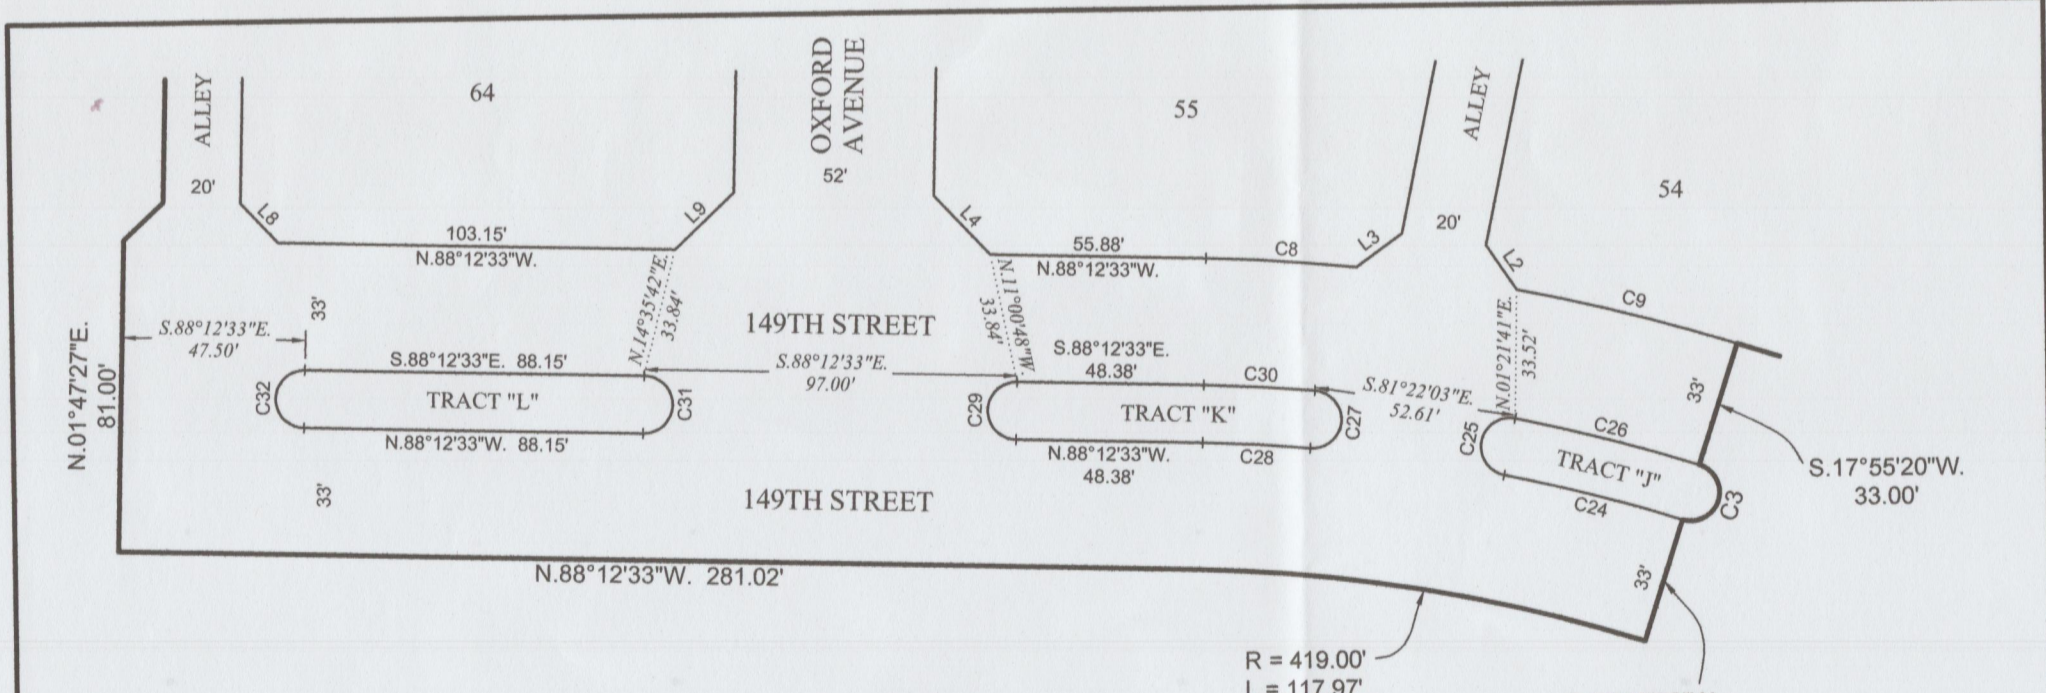 64
55
54
ALLEY
20'
OXFORD
AVENUE
52'
ALLEY
20'
L8
L9
L4
L3
L2
103.15'
N.88°12'33"W.
55.88'
N.88°12'33"W.
C8
C9
N.01°47'27"E.
81.00'
S.88°12'33"E.
47.50'
33'
N.14°35'42"E.
33.84'
149TH STREET
S.88°12'33"E.
97.00'
N.11°00'48"W.
33.84'
S.88°12'33"E. 88.15'
C32
TRACT "L"
C31
N.88°12'33"W. 88.15'
S.88°12'33"E.
48.38'
C30
C29
TRACT "K"
C27
N.88°12'33"W.
48.38'
C28
S.81°22'03"E.
52.61'
N.01°21'41"E.
33.52'
C25
C26
TRACT "J"
C24
C3
33'
S.17°55'20"W.
33.00'
33'
149TH STREET
33'
N.88°12'33"W. 281.02'
R = 419.00'
L = 117.97'